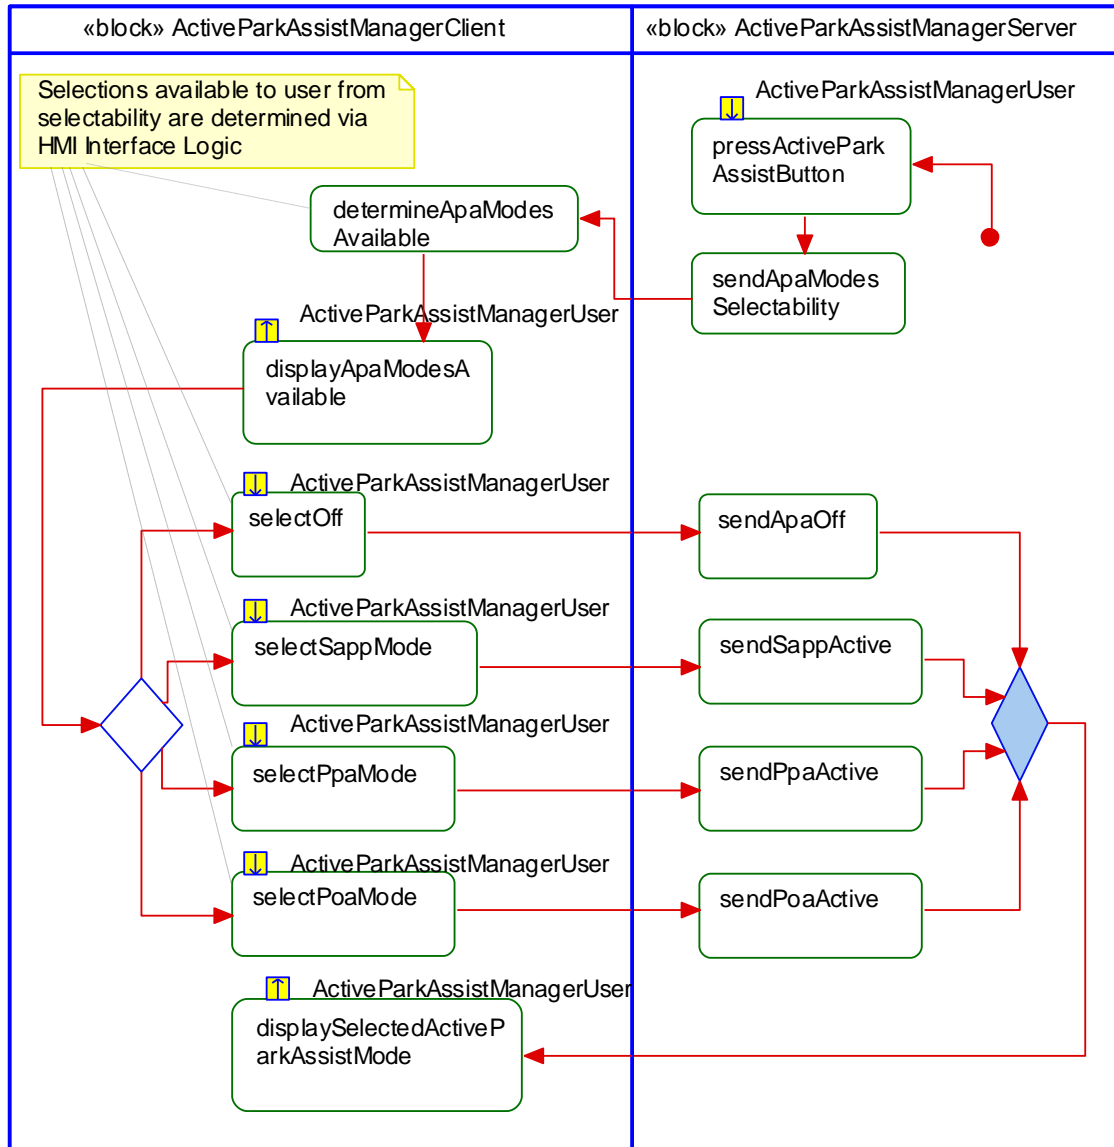 «block» ActiveParkAssistManagerClient
«block» ActiveParkAssistManagerServer
Selections available to user from
selectability are determined via
HMI Interface Logic
ActiveParkAssistManagerUser
pressActivePark
AssistButton
determineApaModes
Available
sendApaModes
Selectability
ActiveParkAssistManagerUser
displayApaModesA
vailable
ActiveParkAssistManagerUser
selectOff
sendApaOff
ActiveParkAssistManagerUser
selectSappMode
sendSappActive
ActiveParkAssistManagerUser
selectPpaMode
sendPpaActive
ActiveParkAssistManagerUser
selectPoaMode
sendPoaActive
ActiveParkAssistManagerUser
displaySelectedActiveP
arkAssistMode